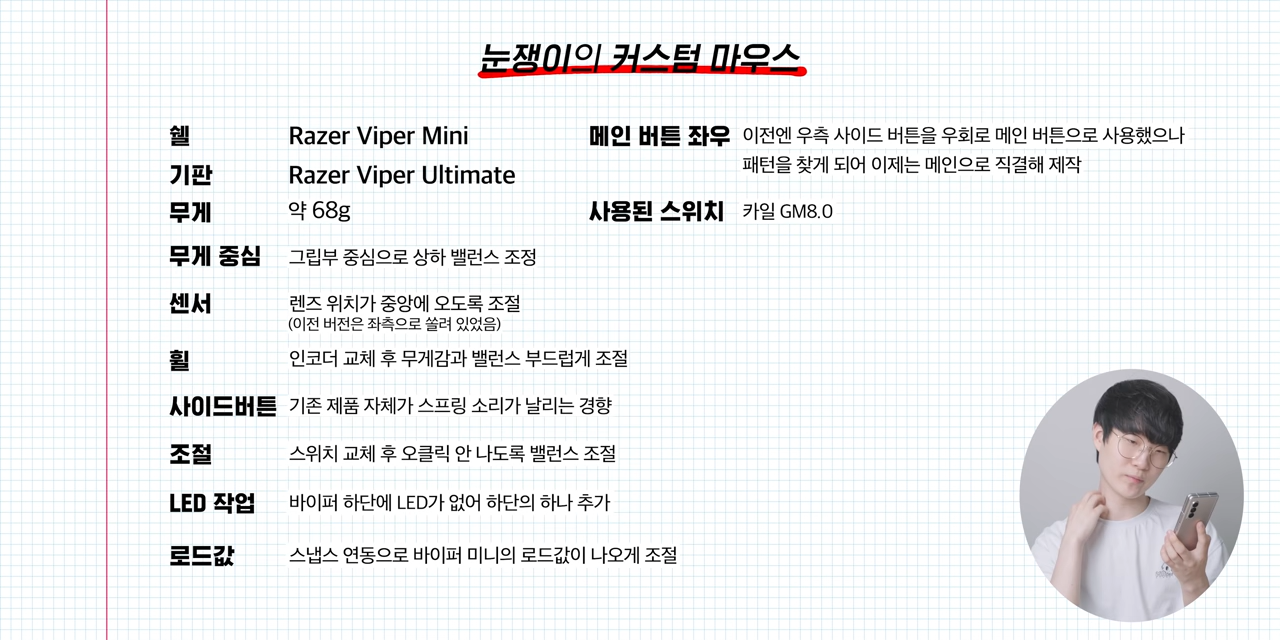 눈쟁이의 커스텀 마우스
쉘 Razer Viper Mini
기판 Razer Viper Ultimate
무게 약 68g
무게 중심 그립부 중심으로 상하 밸런스 조정
센서 렌즈 위치가 중앙에 오도록 조절
(이전 버전은 좌측으로 쏠려 있었음)
휠 인코더 교체 후 무게감과 밸런스 부드럽게 조절
사이드버튼 기존 제품 자체가 스프링 소리가 날리는 경향
조절 스위치 교체 후 오클릭 안 나도록 밸런스 조절
LED 작업 바이퍼 하단에 LED가 없어 하단의 하나 추가
로드값 스냅스 연동으로 바이퍼 미니의 로드값이 나오게 조절
메인 버튼 좌우 이전엔 우측 사이드 버튼을 우회로 메인 버튼으로 사용했으나
패턴을 찾게 되어 이제는 메인으로 직결해 제작
사용된 스위치 카일 GM8.0